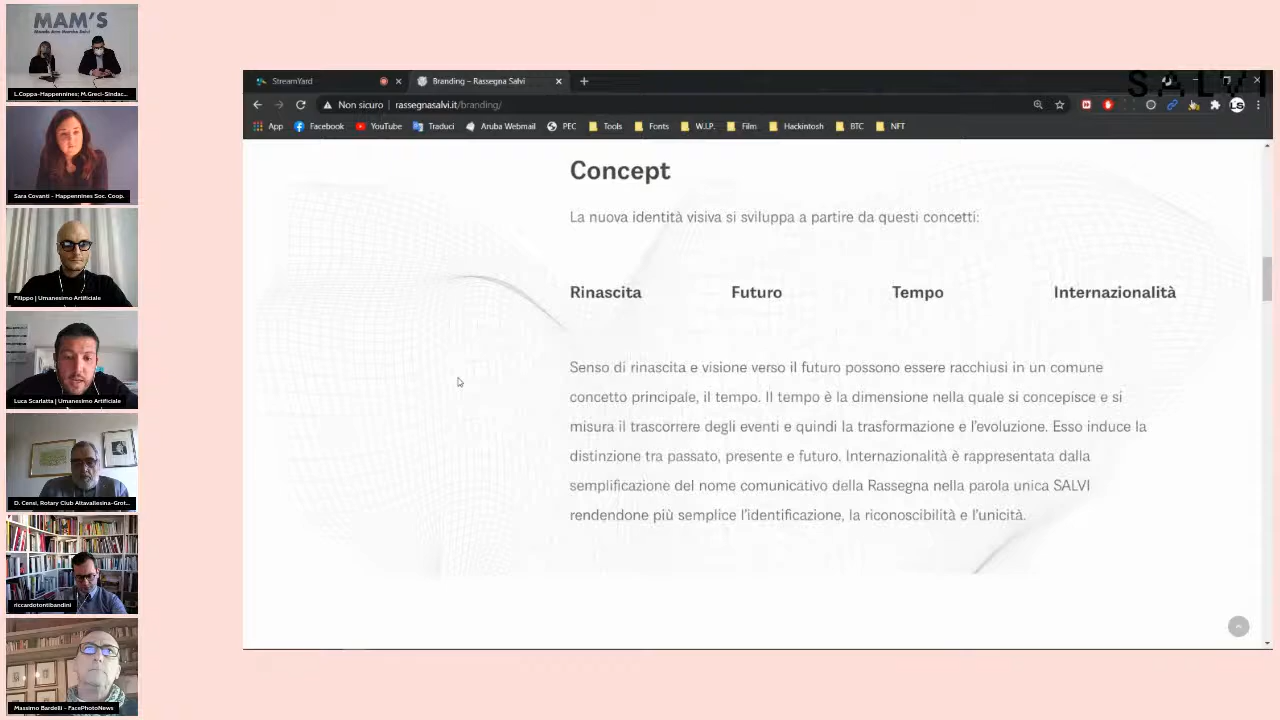 MAM'S
L.Coppa-Happennines; M.Greci-Sindac...
Sara Covanti - Happennines Soc. Coop.
Filippo | Umanesimo Artificiale
Luca Scarlatta | Umanesimo Artificiale
D. Censi, Rotary Club Altavallesina-Grot...
riccardotontibandini
Massimo Bardelli - FacePhotoNews
SALVI
StreamYard
Branding – Rassegna Salvi
Non sicuro
rassegnasalvi.it/branding/
App Facebook YouTube Traduci Aruba Webmail PEC Tools Fonts W.I.P. Film Hackintosh BTC NFT
Concept
La nuova identità visiva si sviluppa a partire da questi concetti:
Rinascita Futuro Tempo Internazionalità
Senso di rinascita e visione verso il futuro possono essere racchiusi in un comune
concetto principale, il tempo. Il tempo è la dimensione nella quale si concepisce e si
misura il trascorrere degli eventi e quindi la trasformazione e l'evoluzione. Esso induce la
distinzione tra passato, presente e futuro. Internazionalità è rappresentata dalla
semplificazione del nome comunicativo della Rassegna nella parola unica SALVI
rendendone più semplice l'identificazione, la riconoscibilità e l'unicità.